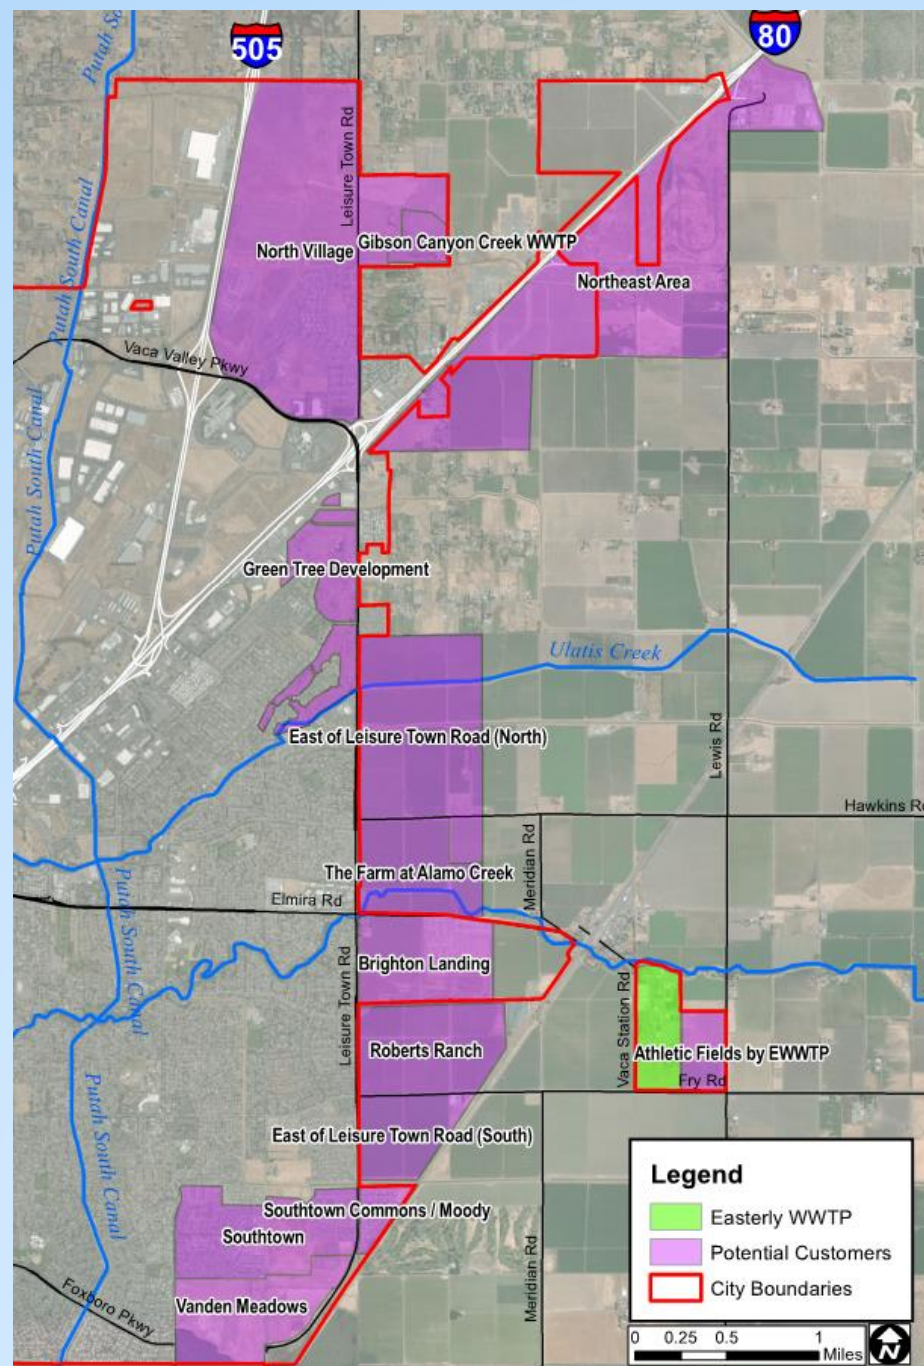 Putah So
505
80
Leisure Town Rd
Putah South Canal
North Village
Gibson Canyon Creek WWTP
Northeast Area
Vaca Valley Pkwy
Putah South Canal
Green Tree Development
Ulatis Creek
East of Leisure Town Road (North)
Lewis Rd
Hawkins Rd
Meridian Rd
The Farm at Alamo Creek
Elmira Rd
Putah South Canal
Brighton Landing
Leisure Town Rd
Vaca Station Rd
Roberts Ranch
Athletic Fields by EWWTP
Fry Rd
Putah South Canal
East of Leisure Town Road (South)
Southtown Commons / Moody
Southtown
Meridian Rd
Vanden Meadows
Foxboro Pkwy
Legend
Easterly WWTP
Potential Customers
City Boundaries
0 0.25 0.5 1
Miles
N